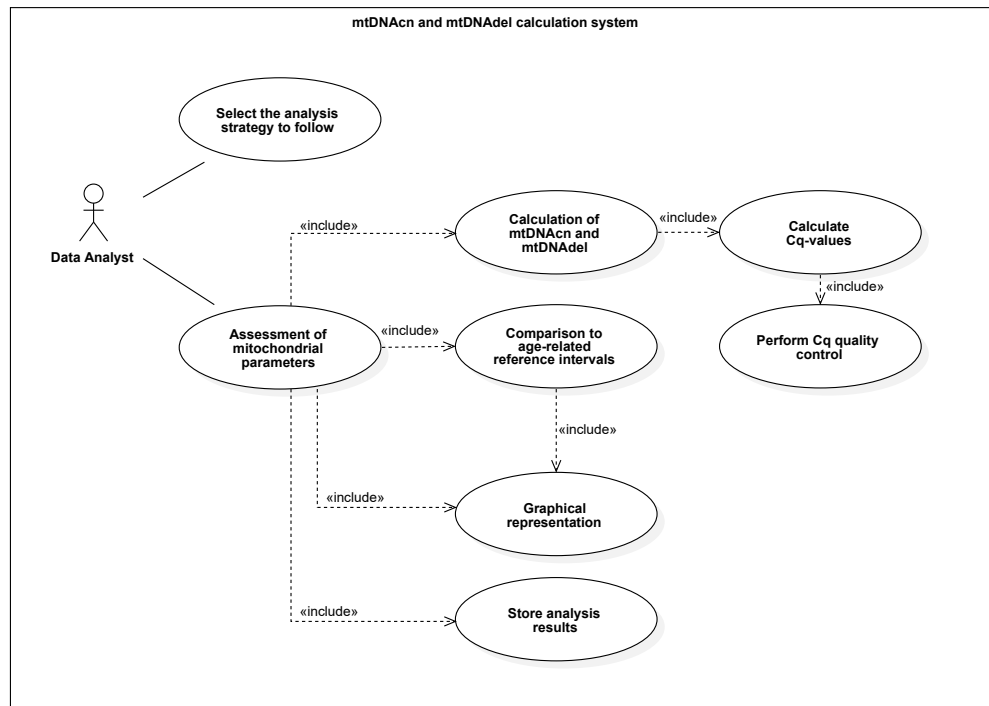 mtDNAcn and mtDNAdel calculation system
Select the analysis
strategy to follow
Data Analyst
«include»
Calculation of
mtDNAcn and
mtDNAdel
«include»
Calculate
Cq-values
«include»
Assessment of
mitochondrial
parameters
«include»
Comparison to
age-related
reference intervals
Perform Cq quality
control
«include»
«include»
Graphical
representation
«include»
Store analysis
results